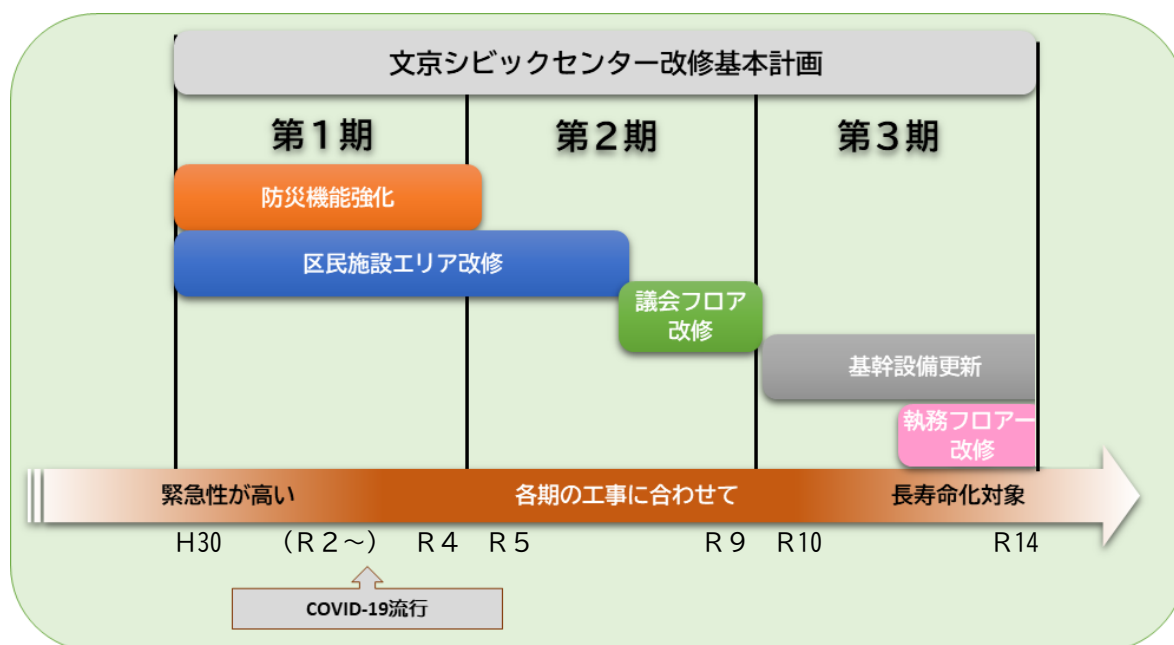 文京シビックセンター改修基本計画
第１期
第２期
第３期
防災機能強化
区民施設エリア改修
議会フロア
改修
基幹設備更新
執務フロアー
改修
緊急性が高い
各期の工事に合わせて
長寿命化対象
H30
（R２～）
R４
R５
R９
R10
R14
COVID-19流行